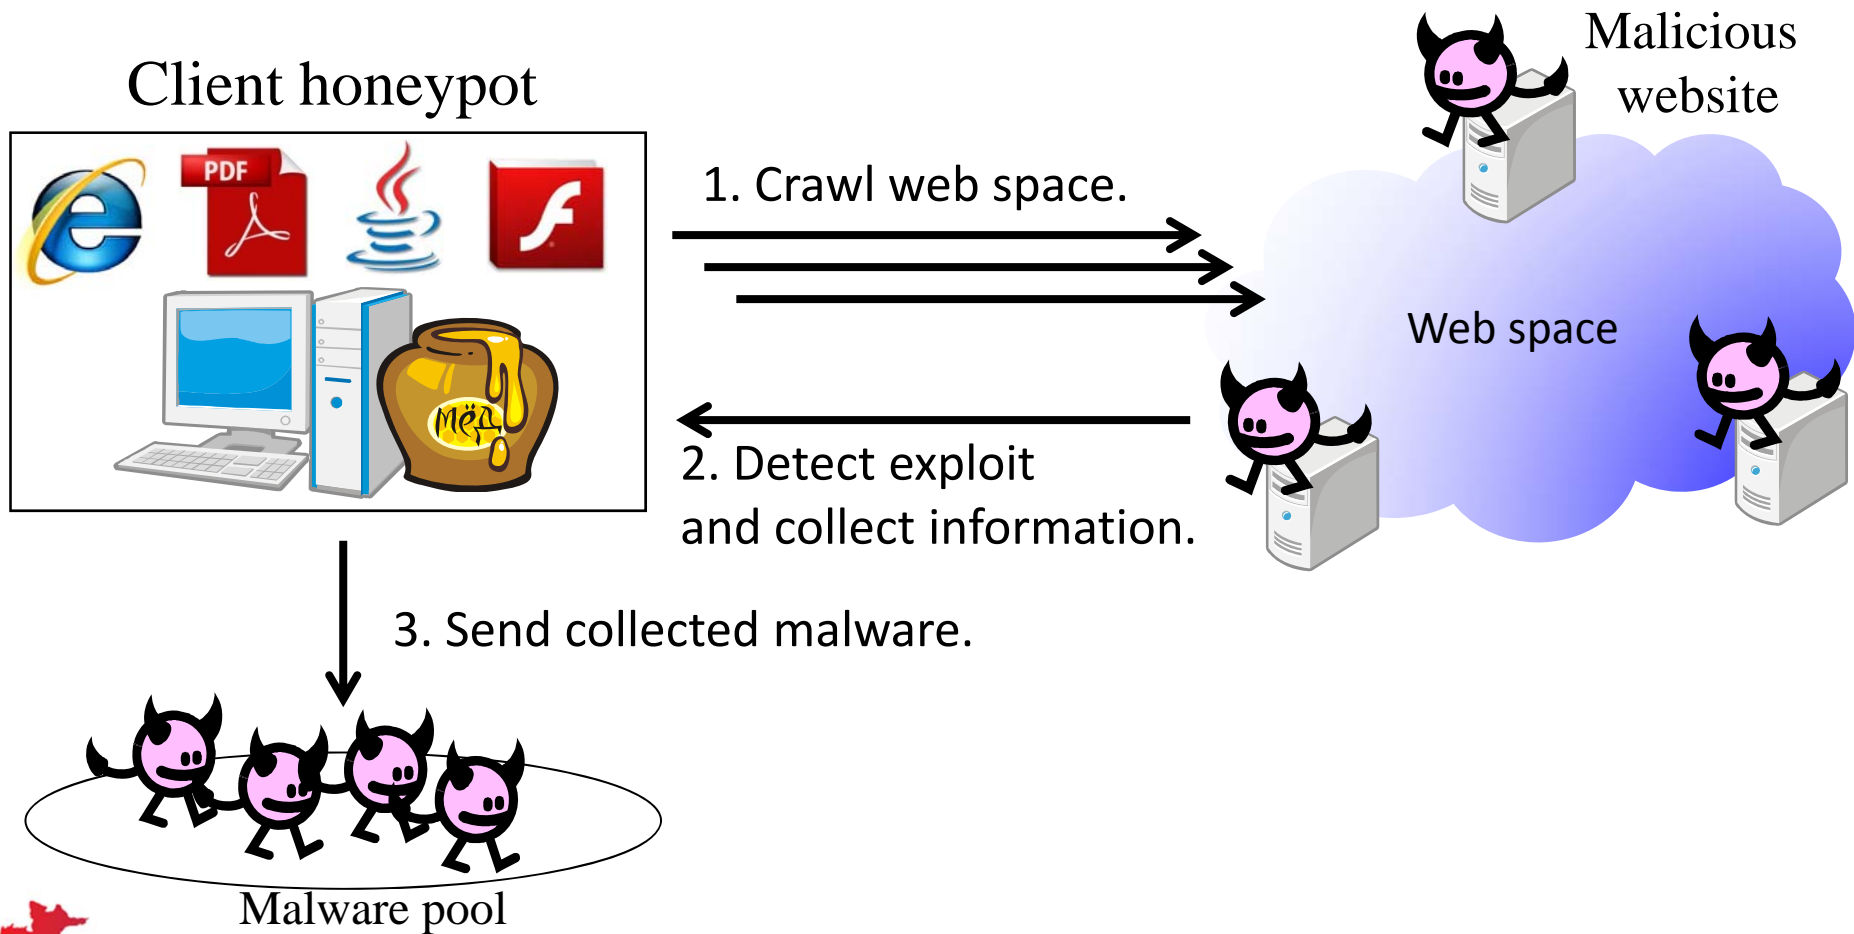 Client honeypot
PDF
мёд
1. Crawl web space.
Malicious
website
Web space
2. Detect exploit
and collect information.
3. Send collected malware.
Malware pool